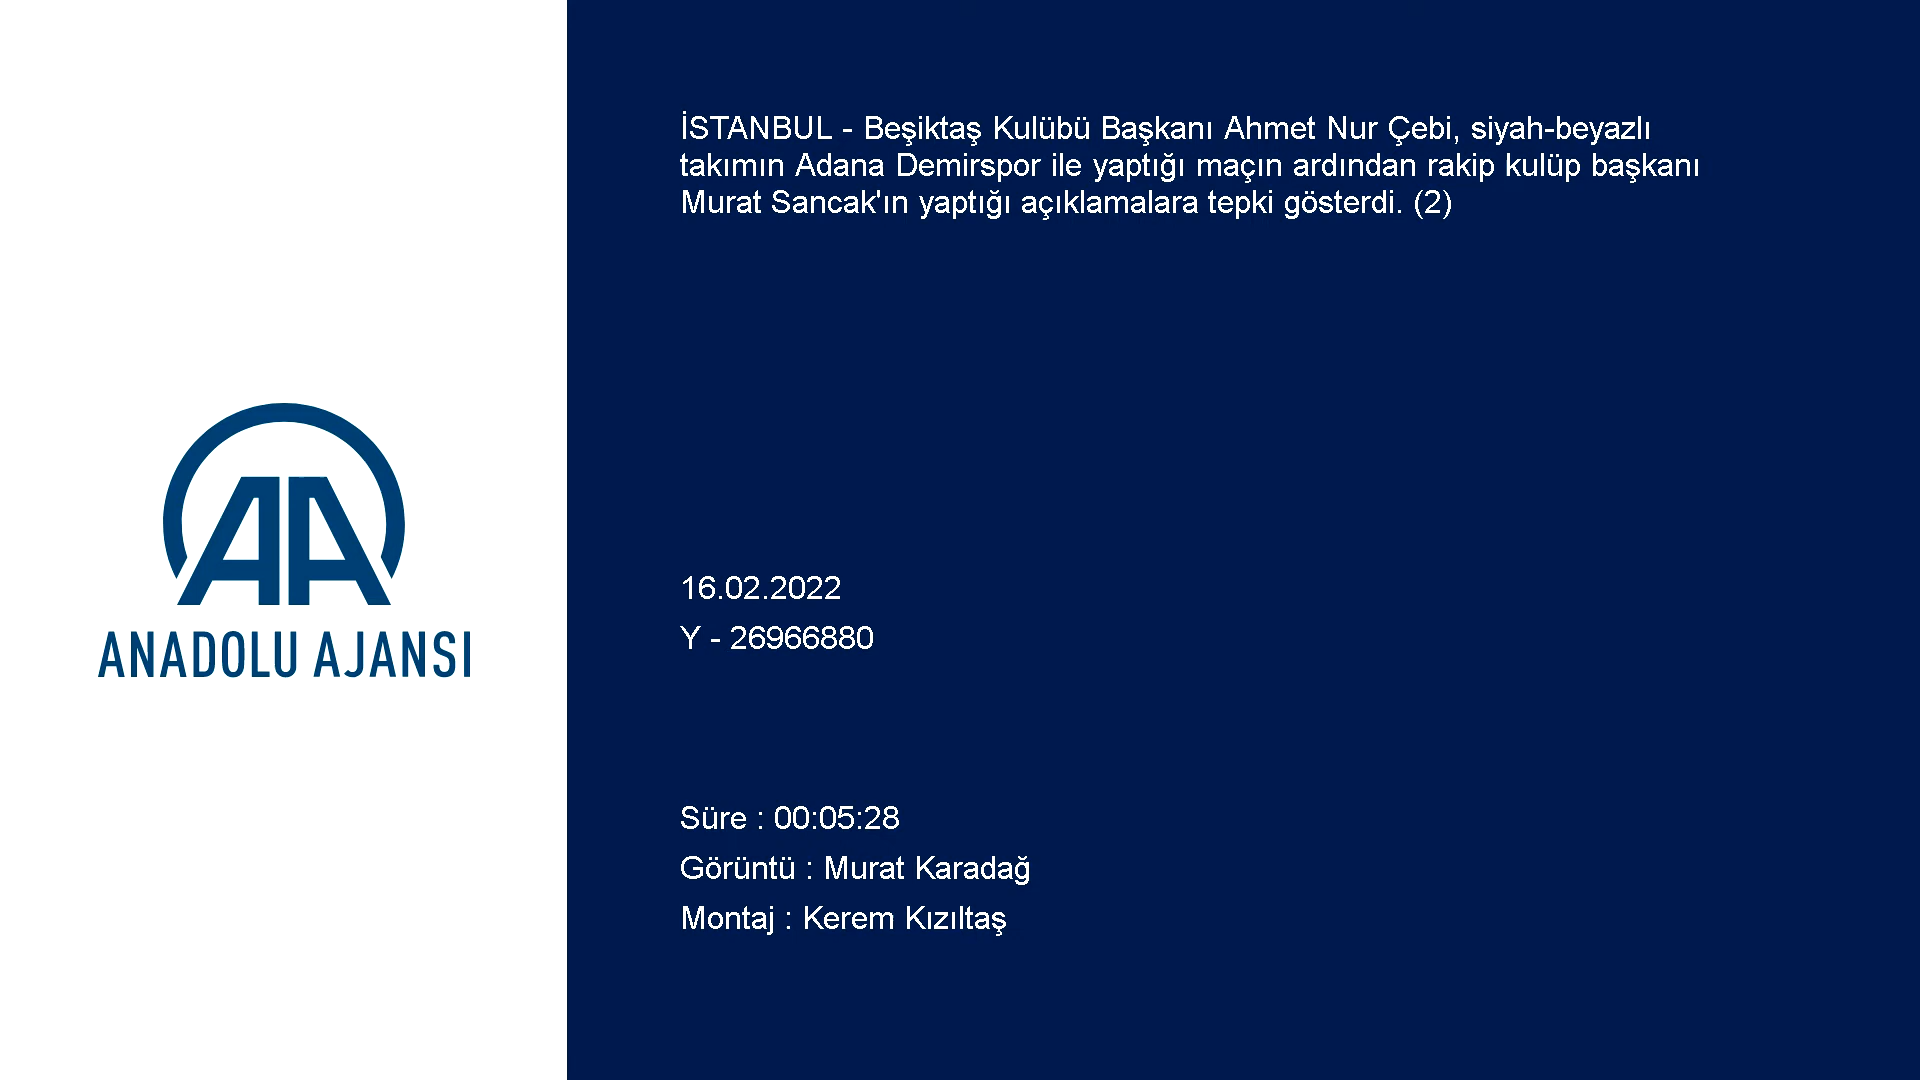 İSTANBUL - Beşiktaş Kulübü Başkanı Ahmet Nur Çebi, siyah-beyazlı
takımın Adana Demirspor ile yaptığı maçın ardından rakip kulüp başkanı
Murat Sancak'ın yaptığı açıklamalara tepki gösterdi. (2)
AA
ANADOLU AJANSI
16.02.2022
Y - 26966880
Süre : 00:05:28
Görüntü : Murat Karadağ
Montaj : Kerem Kızıltaş